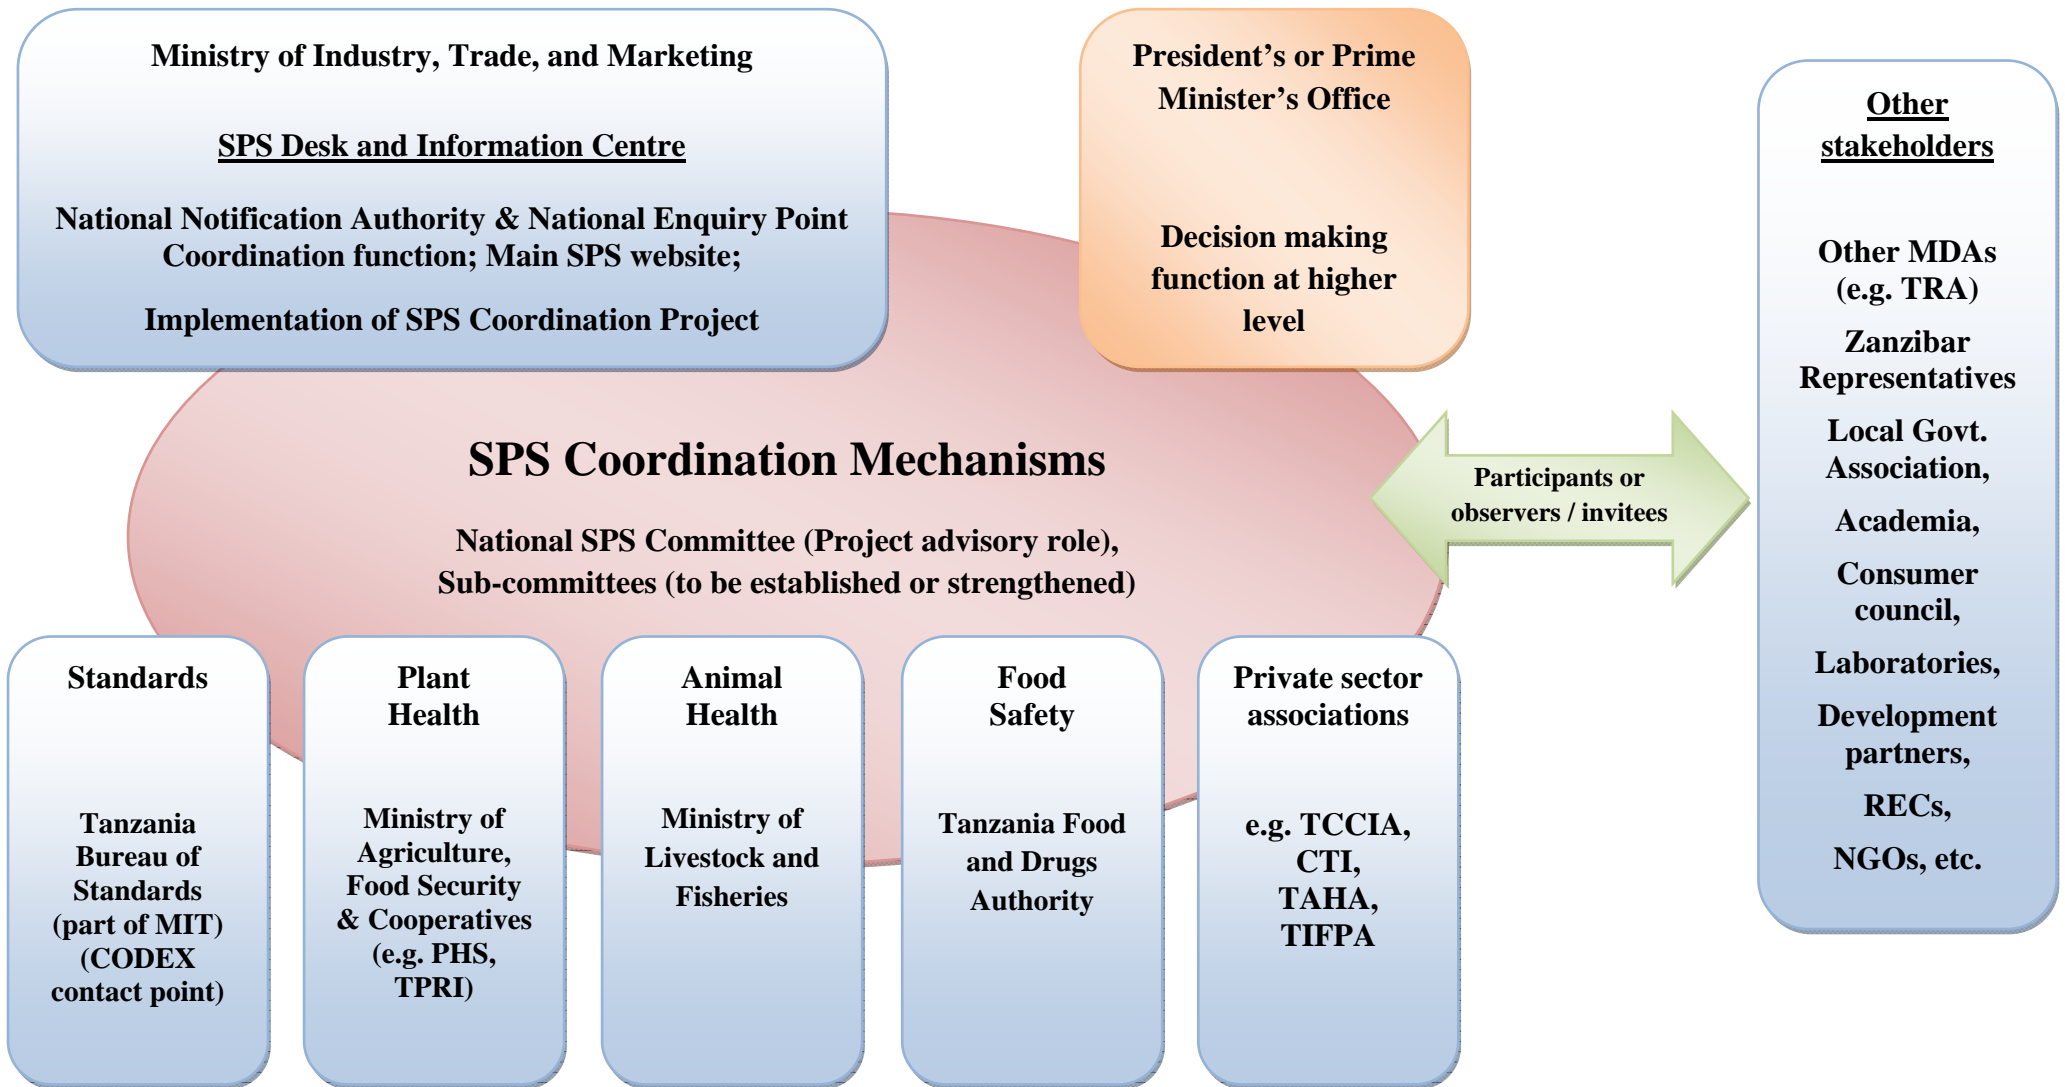 Ministry of Industry, Trade, and Marketing
SPS Desk and Information Centre
National Notification Authority & National Enquiry Point
Coordination function; Main SPS website;
Implementation of SPS Coordination Project
President’s or Prime
Minister’s Office
Decision making
function at higher
level
Other
stakeholders
Other MDAs
(e.g. TRA)
Zanzibar
Representatives
Local Govt.
Association,
Academia,
Consumer
council,
Laboratories,
Development
partners,
RECs,
NGOs, etc.
SPS Coordination Mechanisms
National SPS Committee (Project advisory role),
Sub-committees (to be established or strengthened)
Participants or
observers / invitees
Standards
Tanzania
Bureau of
Standards
(part of MIT)
(CODEX
contact point)
Plant
Health
Ministry of
Agriculture,
Food Security
& Cooperatives
(e.g. PHS,
TPRI)
Animal
Health
Ministry of
Livestock and
Fisheries
Food
Safety
Tanzania Food
and Drugs
Authority
Private sector
associations
e.g. TCCIA,
CTI,
TAHA,
TIFPA